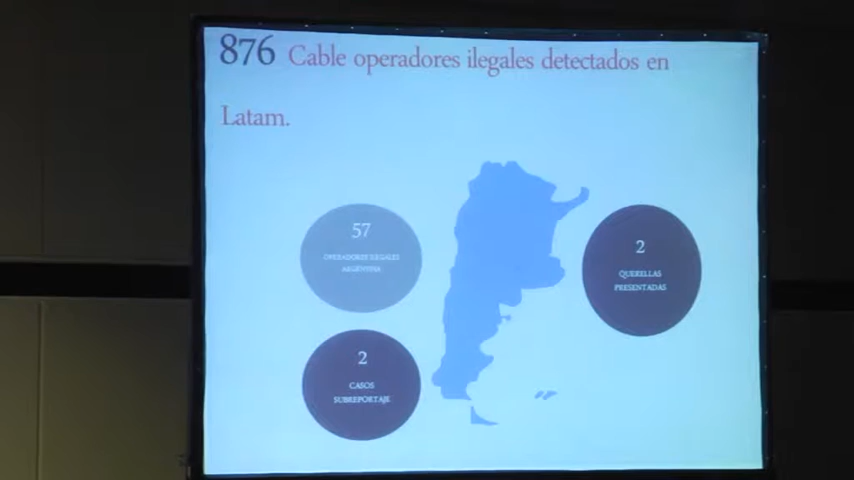 876 Cable operadores ilegales detectados en
Latam.
57
OPERADORES ILEGALES
ARGENTINA
2
CASOS
SUBREPORTAJE
2
QUERELLAS
PRESENTADAS